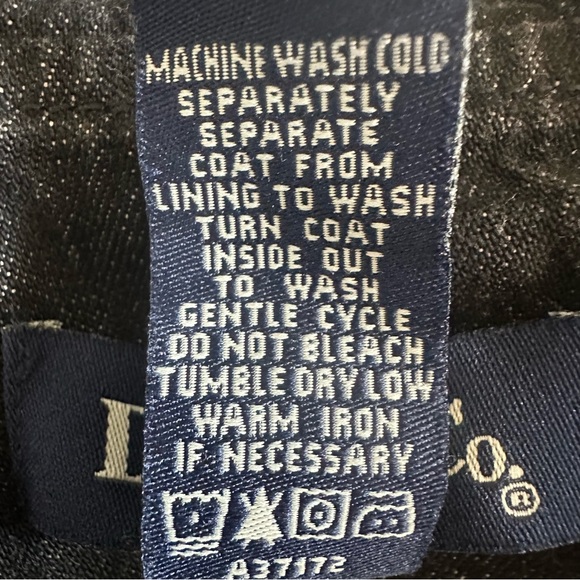 MACHINE WASH COLD
SEPARATELY
SEPARATE
COAT FROM
LINING TO WASH
TURN COAT
INSIDE OUT
TO WASH
GENTLE CYCLE
DO NOT BLEACH
TUMBLE DRY LOW
WARM IRON
IF NECESSARY
Co.®
A37172